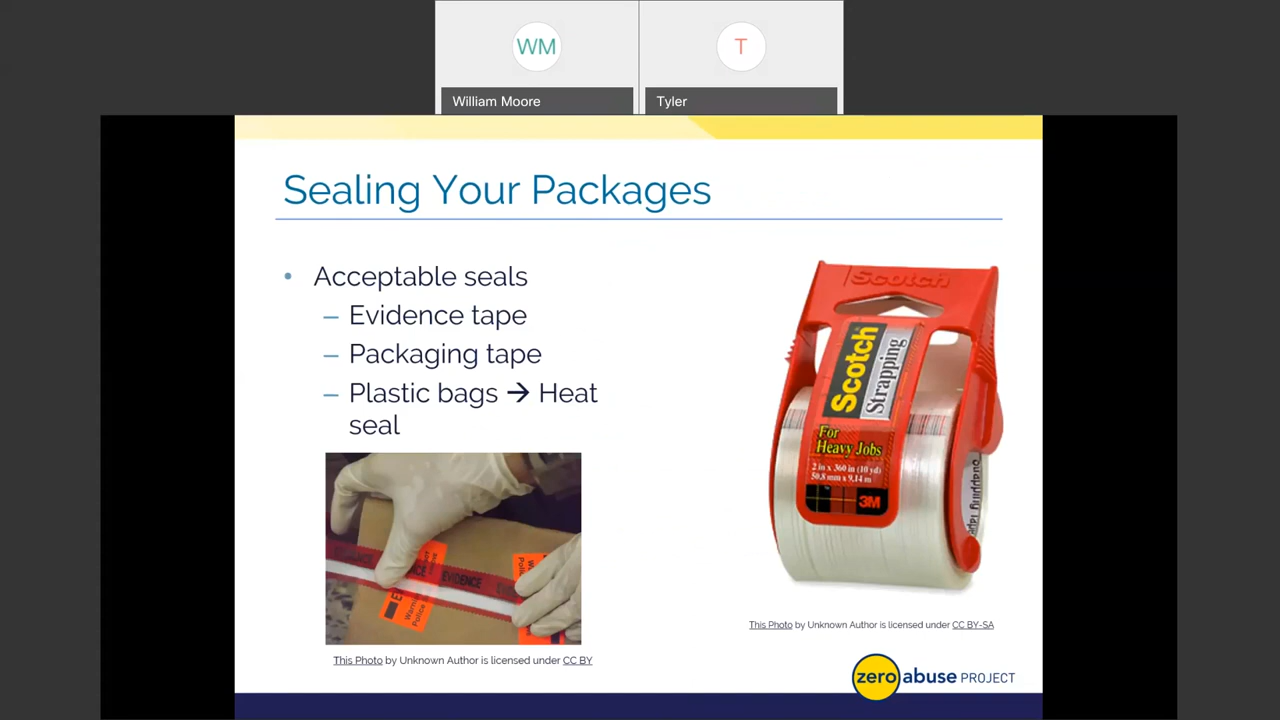 WM
T
William Moore
Tyler
Sealing Your Packages
• Acceptable seals
– Evidence tape
– Packaging tape
– Plastic bags → Heat
seal
Scotch
Scotch
Strapping
For
Heavy Jobs
2 in x 360 in (10 yd)
50,8 mm x 9,14 m
3M
EVIDENCE
This Photo by Unknown Author is licensed under CC BY-SA
This Photo by Unknown Author is licensed under CC BY
zero abuse PROJECT